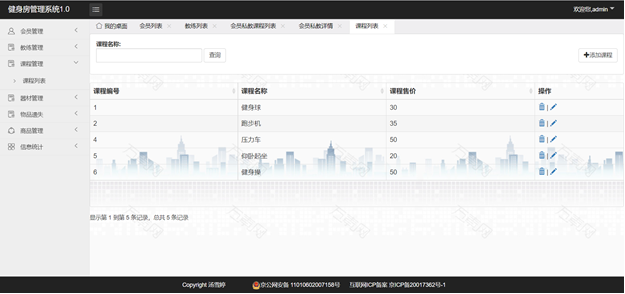 健身房管理系统1.0
欢迎您,admin
会员管理
教练管理
课程管理
课程列表
器材管理
物品遗失
商品管理
信息统计
我的桌面 会员列表 教练列表 会员私教课程列表 会员私教详情 课程列表
课程名称:
查询
添加课程
课程编号 课程名称 课程售价 操作
1 健身球 30
2 跑步机 35
4 压力车 50
5 仰卧起坐 20
6 健身操 50
显示第 1 到第 5 条记录，总共 5 条记录
Copyright 汤雪婷 京公网安备 11010602007158号 互联网ICP备案 京ICP备20017362号-1